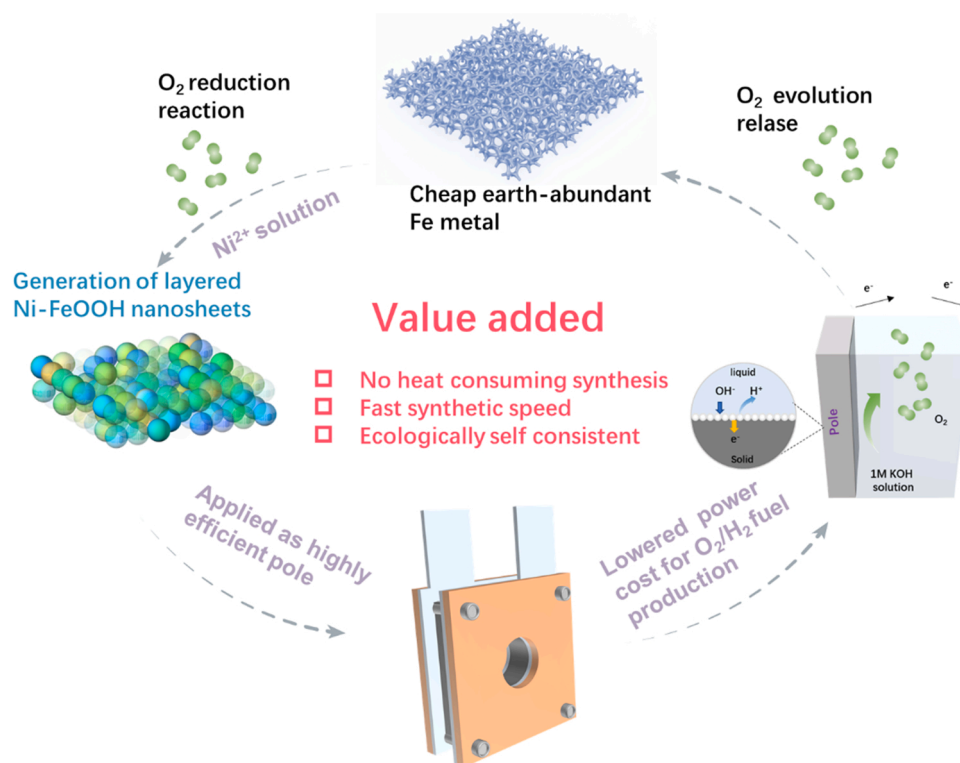 O₂ reduction
reaction
O₂ evolution
relase
Cheap earth-abundant
Fe metal
Ni²⁺ solution
Generation of layered
Ni-FeOOH nanosheets
Value added
No heat consuming synthesis
Fast synthetic speed
Ecologically self consistent
e⁻
e⁻
liquid
OH⁻
H⁺
e⁻
Solid
Pole
O₂
1M KOH
solution
Applied as highly
efficient pole
Lowered power
cost for O₂/H₂ fuel
production